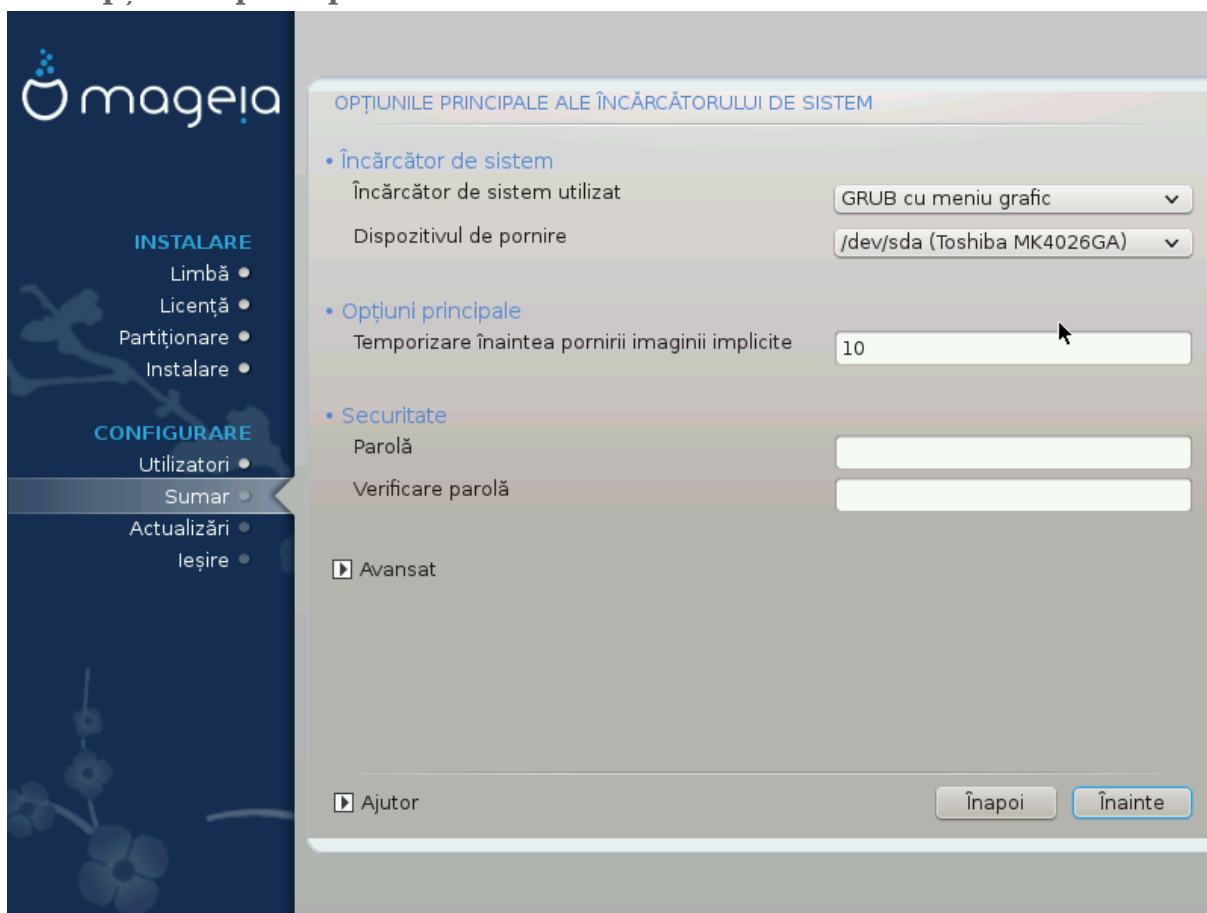 mageia
OPȚIUNILE PRINCIPALE ALE ÎNCĂRCĂTORULUI DE SISTEM
• Încărcător de sistem
Încărcător de sistem utilizat
GRUB cu meniu grafic
Dispozitivul de pornire
/dev/sda (Toshiba MK4026GA)
• Opțiuni principale
Temporizare înaintea pornirii imaginii implicite
10
• Securitate
Parolă
Verificare parolă
Avansat
Ajutor
Înapoi
Înainte
INSTALARE
Limbă
Licență
Partiționare
Instalare
CONFIGURARE
Utilizatori
Sumar
Actualizări
Ieșire